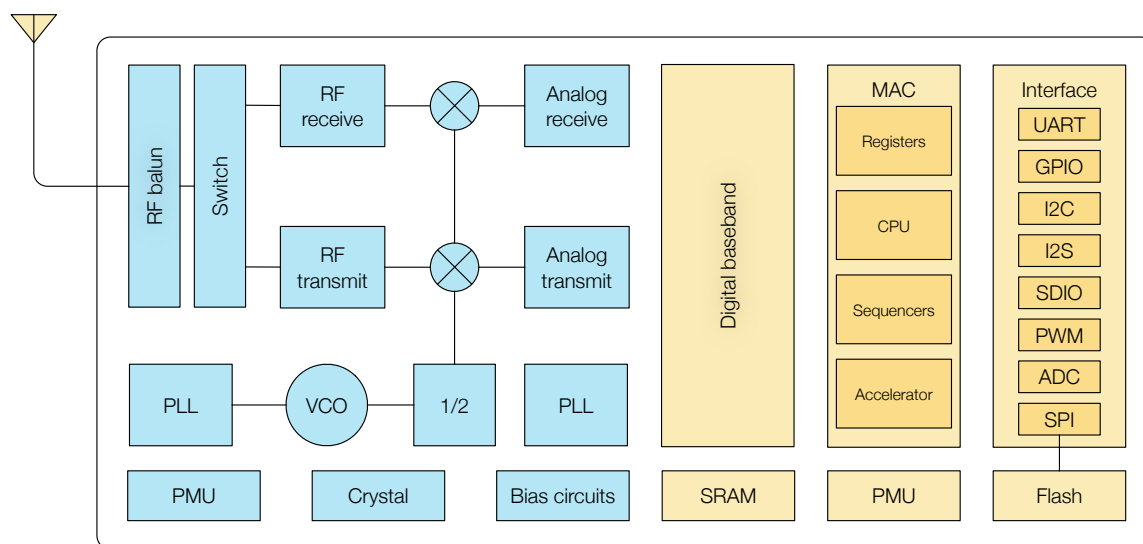 RF balun
Switch
RF
receive
Analog
receive
RF
transmit
Analog
transmit
PLL
VCO
1/2
PLL
PMU
Crystal
Bias circuits
Digital baseband
SRAM
MAC
Registers
CPU
Sequencers
Accelerator
PMU
Interface
UART
GPIO
I2C
I2S
SDIO
PWM
ADC
SPI
Flash